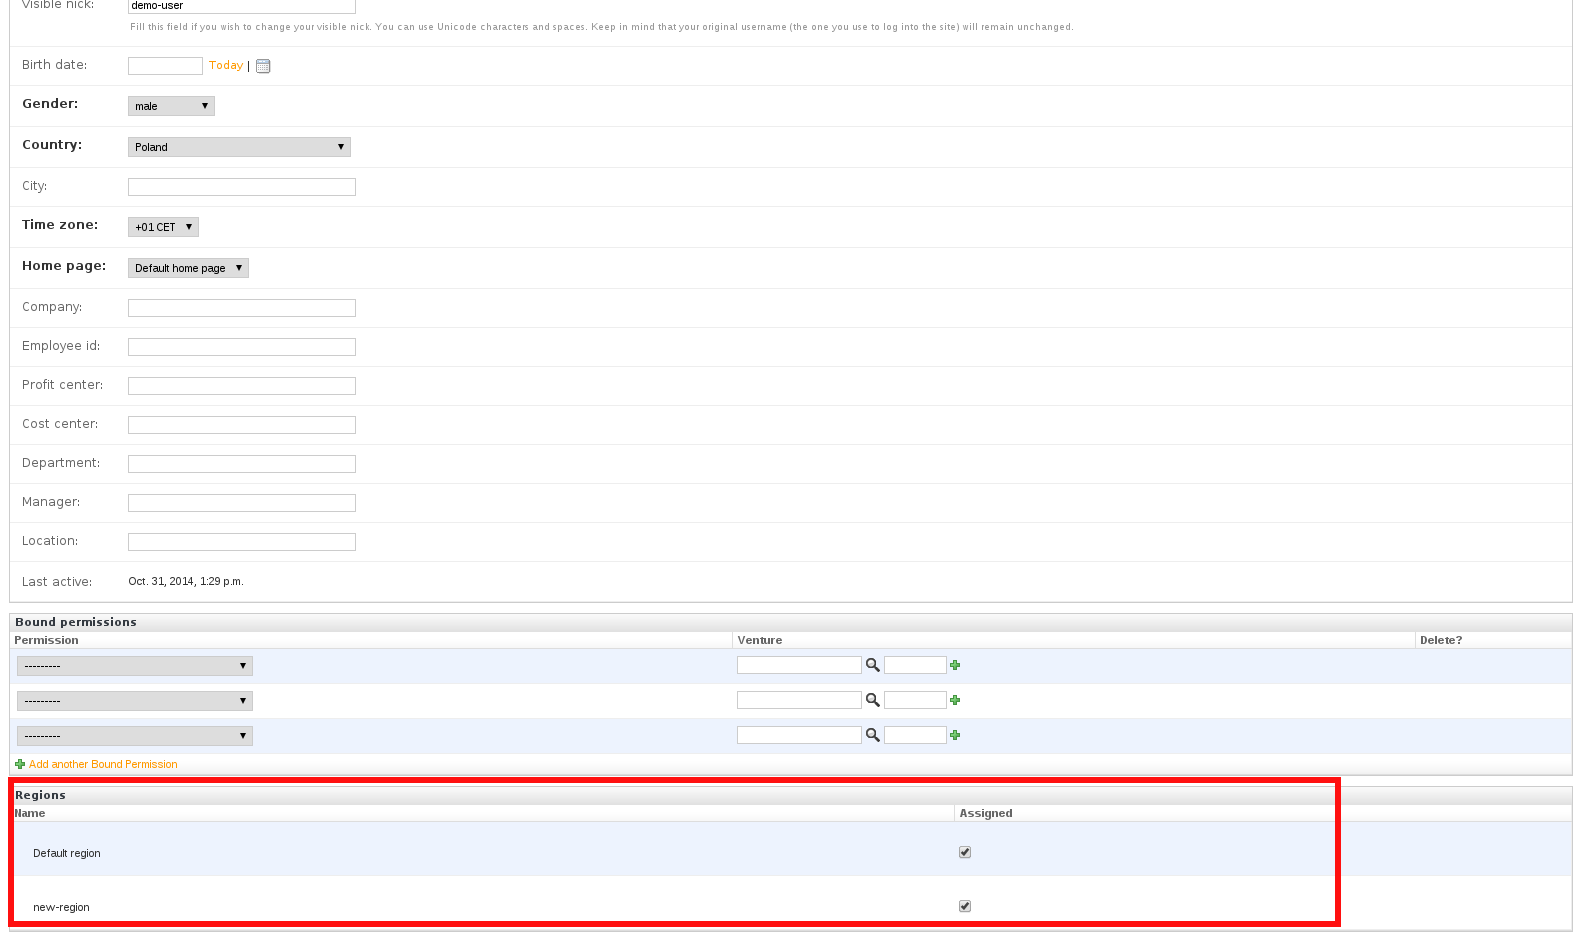 Visible nick: demo-user
Fill this field if you wish to change your visible nick. You can use Unicode characters and spaces. Keep in mind that your original username (the one you use to log into the site) will remain unchanged.
Birth date: Today |
Gender: male
Country: Poland
City:
Time zone: +01 CET
Home page: Default home page
Company:
Employee id:
Profit center:
Cost center:
Department:
Manager:
Location:
Last active: Oct. 31, 2014, 1:29 p.m.
Bound permissions
Permission Venture Delete?
---------
---------
---------
Add another Bound Permission
Regions
Name Assigned
Default region
new-region